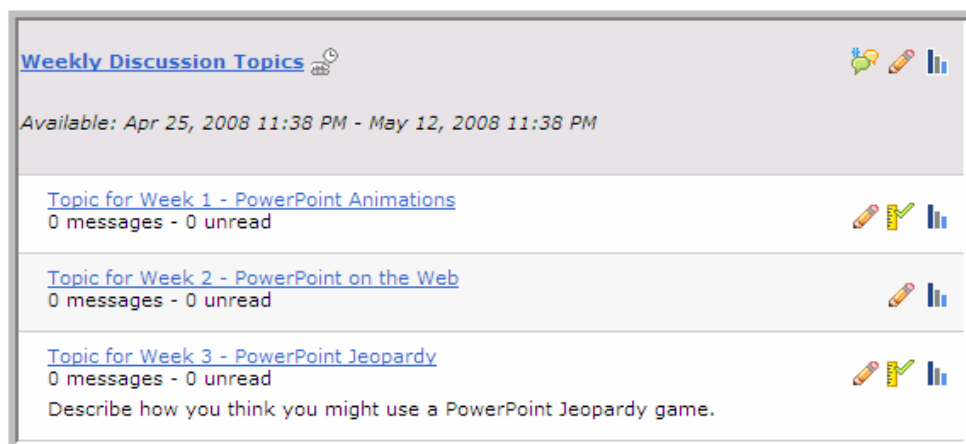 Weekly Discussion Topics
Available: Apr 25, 2008 11:38 PM - May 12, 2008 11:38 PM
Topic for Week 1 - PowerPoint Animations
0 messages - 0 unread
Topic for Week 2 - PowerPoint on the Web
0 messages - 0 unread
Topic for Week 3 - PowerPoint Jeopardy
0 messages - 0 unread
Describe how you think you might use a PowerPoint Jeopardy game.